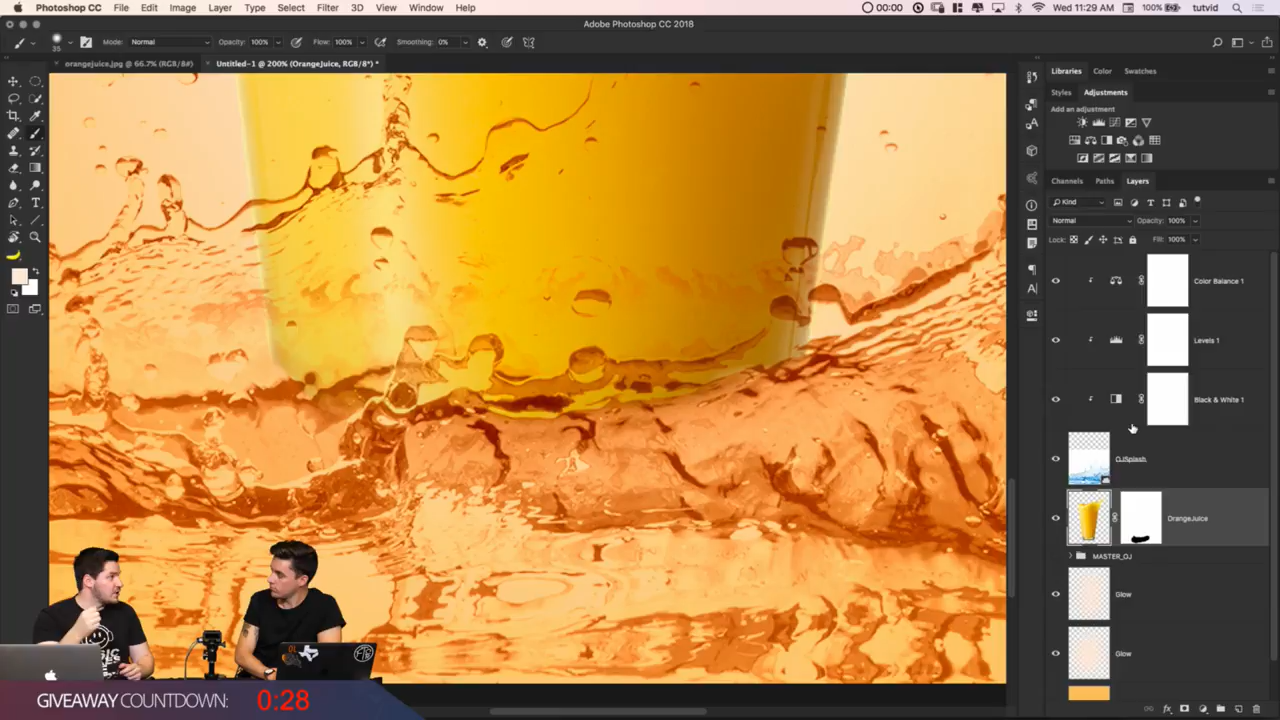 Photoshop CC File Edit Image Layer Type Select Filter 3D View Window Help 00:00 100% Wed 11:29 AM tutvid
Adobe Photoshop CC 2018
35 Mode: Normal Opacity: 100% Flow: 100% Smoothing: 0%
× orangejuice.jpg @ 66.7% (RGB/8#) × Untitled-1 @ 200% (OrangeJuice, RGB/8*) *
Libraries Color Swatches
Styles Adjustments
Add an adjustment
Channels Paths Layers
Kind
Normal Opacity: 100%
Lock: Fill: 100%
Color Balance 1
Levels 1
Black & White 1
OJSplash
OrangeJuice
MASTER_OJ
Glow
Glow
GIVEAWAY COUNTDOWN: 0:28